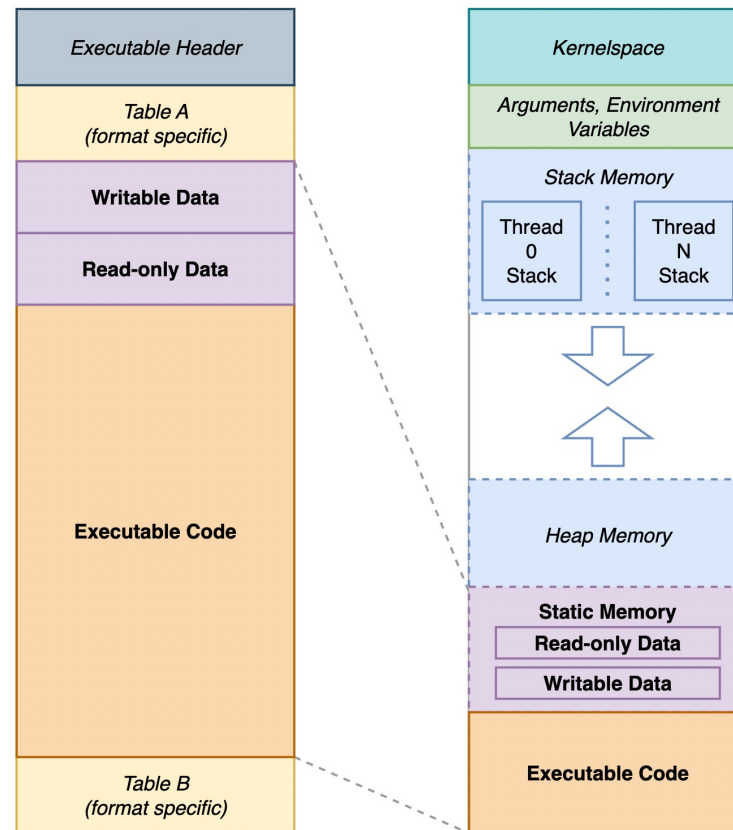 Executable Header
Table A
(format specific)
Writable Data
Read-only Data
Executable Code
Table B
(format specific)
Kernelspace
Arguments, Environment
Variables
Stack Memory
Thread
0
Stack
Thread
N
Stack
Heap Memory
Static Memory
Read-only Data
Writable Data
Executable Code